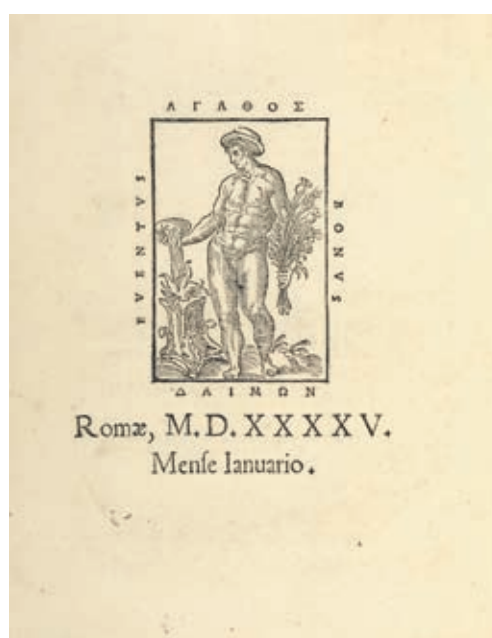 ΑΓΑΘΟΣ
EVENTVS
BONVS
ΔΑΙΜΩΝ
Romæ, M.D.XXXXV.
Menſe Ianuario.